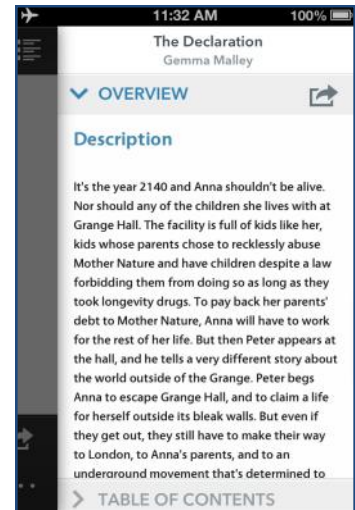 11:32 AM
100%
The Declaration
Gemma Malley
OVERVIEW
Description
It's the year 2140 and Anna shouldn't be alive.
Nor should any of the children she lives with at
Grange Hall. The facility is full of kids like her,
kids whose parents chose to recklessly abuse
Mother Nature and have children despite a law
forbidding them from doing so as long as they
took longevity drugs. To pay back her parents'
debt to Mother Nature, Anna will have to work
for the rest of her life. But then Peter appears at
the hall, and he tells a very different story about
the world outside of the Grange. Peter begs
Anna to escape Grange Hall, and to claim a life
for herself outside its bleak walls. But even if
they get out, they still have to make their way
to London, to Anna's parents, and to an
underground movement that's determined to
TABLE OF CONTENTS